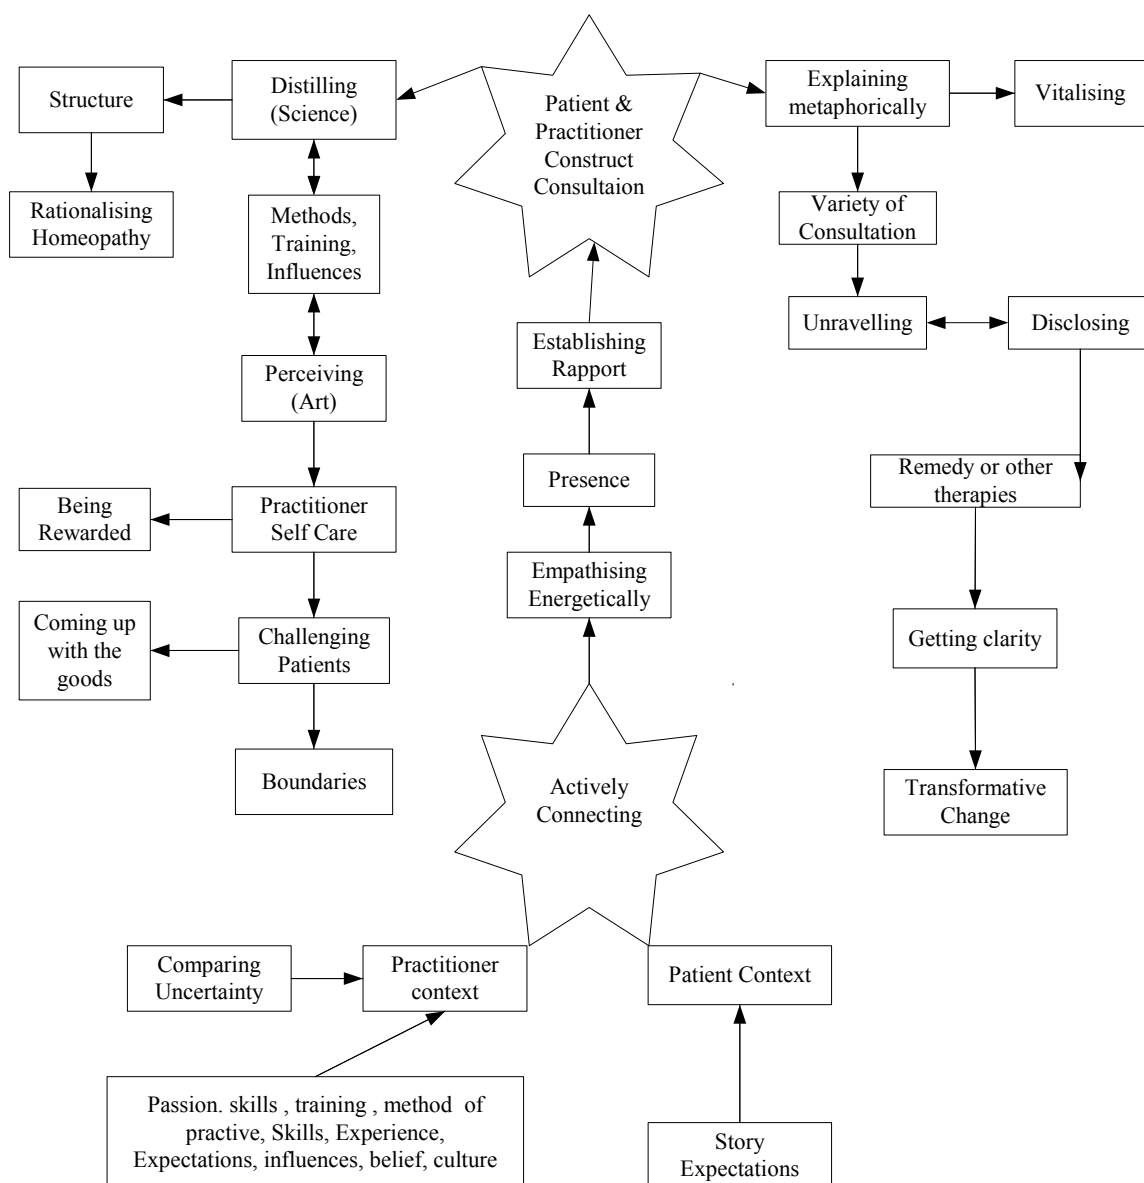 Structure
Distilling
(Science)
Patient &
Practitioner
Construct
Consultaion
Explaining
metaphorically
Vitalising
Rationalising
Homeopathy
Methods,
Training,
Influences
Variety of
Consultation
Unravelling
Disclosing
Establishing
Rapport
Perceiving
(Art)
Presence
Remedy or other
therapies
Being
Rewarded
Practitioner
Self Care
Empathising
Energetically
Coming up
with the
goods
Challenging
Patients
Getting clarity
Boundaries
Actively
Connecting
Transformative
Change
Comparing
Uncertainty
Practitioner
context
Patient Context
Passion. skills , training , method of
practive, Skills, Experience,
Expectations, influences, belief, culture
Story
Expectations